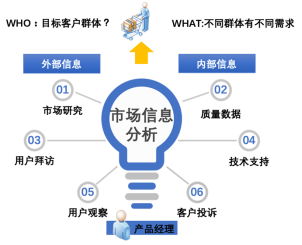 WHO：目标客户群体？
WHAT:不同群体有不同需求
外部信息
内部信息
01
市场研究
02
质量数据
市场信息
分析
03
用户拜访
04
技术支持
05
用户观察
06
客户投诉
产品经理